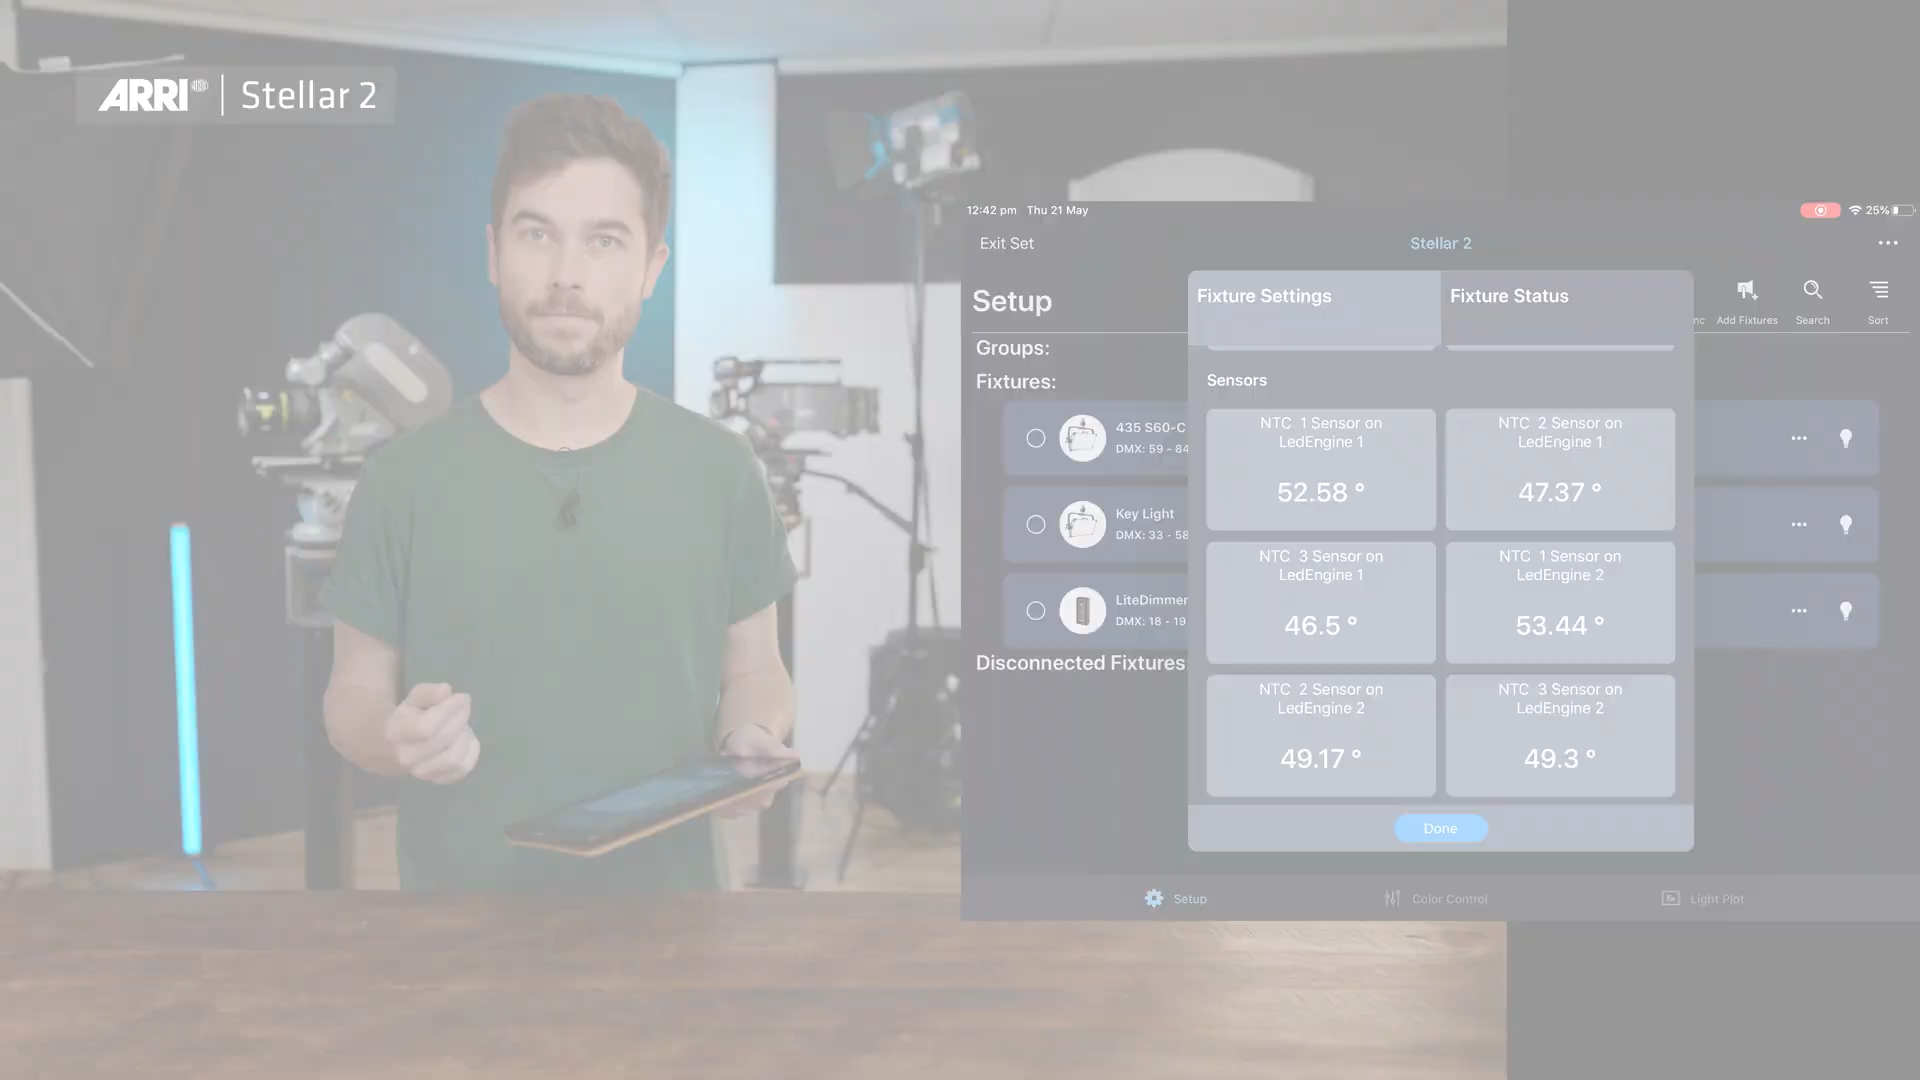 ARRI | Stellar 2
12:42 pm Thu 21 May
25%
Exit Set
Stellar 2
Setup
Fixture Settings
Fixture Status
nc
Add Fixtures
Search
Sort
Groups:
Fixtures:
Sensors
435 S60-C
DMX: 59 - 84
Key Light
DMX: 33 - 58
LiteDimmer
DMX: 18 - 19
Disconnected Fixtures
NTC 1 Sensor on
LedEngine 1
52.58 °
NTC 2 Sensor on
LedEngine 1
47.37 °
NTC 3 Sensor on
LedEngine 1
46.5 °
NTC 1 Sensor on
LedEngine 2
53.44 °
NTC 2 Sensor on
LedEngine 2
49.17 °
NTC 3 Sensor on
LedEngine 2
49.3 °
Done
Setup
Color Control
Light Plot